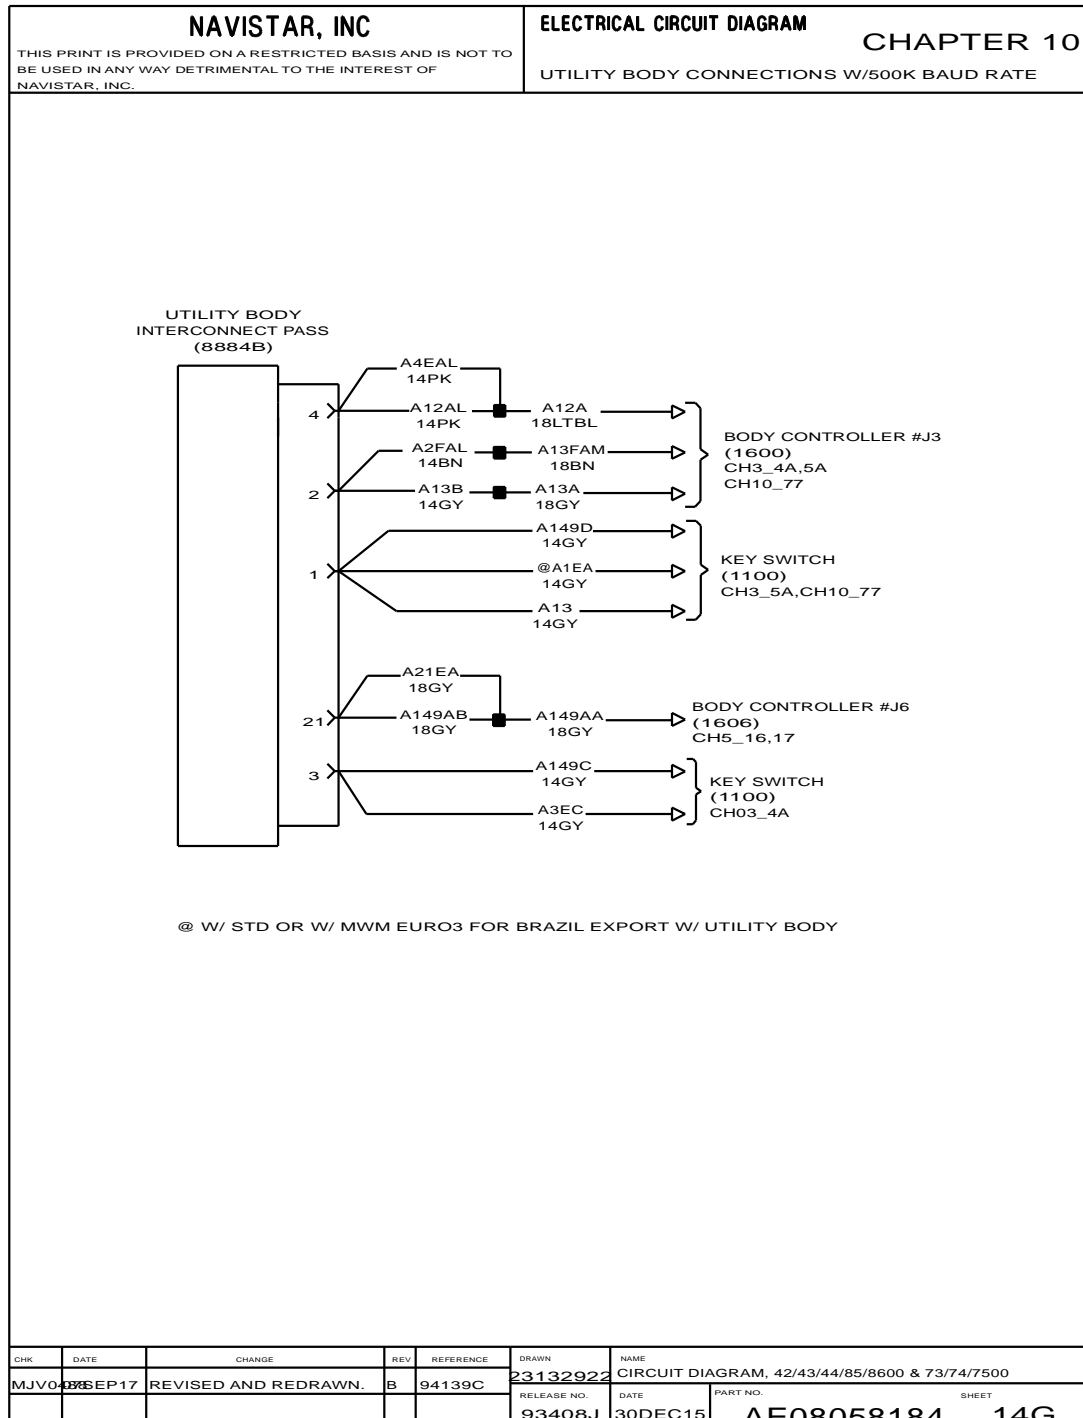 NAVISTAR, INC
THIS PRINT IS PROVIDED ON A RESTRICTED BASIS AND IS NOT TO
BE USED IN ANY WAY DETRIMENTAL TO THE INTEREST OF
NAVISTAR, INC.
ELECTRICAL CIRCUIT DIAGRAM
CHAPTER 10
UTILITY BODY CONNECTIONS W/500K BAUD RATE
UTILITY BODY
INTERCONNECT PASS
(8884B)
A4EAL
14PK
4
A12AL
14PK
A12A
18LTBL
A2FAL
14BN
A13FAM
18BN
2
A13B
14GY
A13A
18GY
BODY CONTROLLER #J3
(1600)
CH3_4A,5A
CH10_77
A149D
14GY
1
@A1EA
14GY
A13
14GY
KEY SWITCH
(1100)
CH3_5A,CH10_77
A21EA
18GY
21
A149AB
18GY
A149AA
18GY
BODY CONTROLLER #J6
(1606)
CH5_16,17
3
A149C
14GY
A3EC
14GY
KEY SWITCH
(1100)
CH03_4A
@ W/ STD OR W/ MWM EURO3 FOR BRAZIL EXPORT W/ UTILITY BODY
CHK DATE CHANGE REV REFERENCE
SEP17 REVISED AND REDRAWN. B 94139C
DRAWN
23132922
NAME
CIRCUIT DIAGRAM, 42/43/44/85/8600 & 73/74/7500
RELEASE NO.
93408J
DATE
30DEC15
PART NO.
AE08058184
SHEET
14G